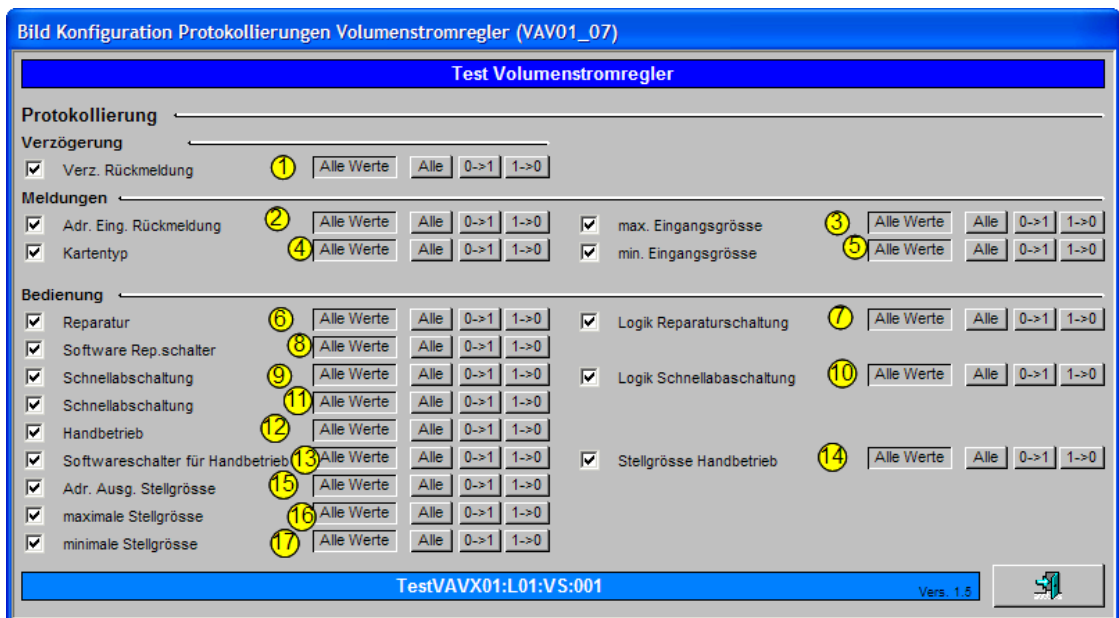 Bild Konfiguration Protokollierungen Volumenstromregler (VAV01_07)
Test Volumenstromregler
Protokollierung
Verzögerung
Verz. Rückmeldung 1 Alle Werte Alle 0->1 1->0
Meldungen
Adr. Eing. Rückmeldung 2 Alle Werte Alle 0->1 1->0 max. Eingangsgrösse 3 Alle Werte Alle 0->1 1->0
Kartentyp 4 Alle Werte Alle 0->1 1->0 min. Eingangsgrösse 5 Alle Werte Alle 0->1 1->0
Bedienung
Reparatur 6 Alle Werte Alle 0->1 1->0 Logik Reparaturschaltung 7 Alle Werte Alle 0->1 1->0
Software Rep.schalter 8 Alle Werte Alle 0->1 1->0
Schnellabschaltung 9 Alle Werte Alle 0->1 1->0 Logik Schnellabaschaltung 10 Alle Werte Alle 0->1 1->0
Schnellabschaltung 11 Alle Werte Alle 0->1 1->0
Handbetrieb 12 Alle Werte Alle 0->1 1->0
Softwareschalter für Handbetrieb 13 Alle Werte Alle 0->1 1->0 Stellgrösse Handbetrieb 14 Alle Werte Alle 0->1 1->0
Adr. Ausg. Stellgrösse 15 Alle Werte Alle 0->1 1->0
maximale Stellgrösse 16 Alle Werte Alle 0->1 1->0
minimale Stellgrösse 17 Alle Werte Alle 0->1 1->0
TestVAVX01:L01:VS:001 Vers. 1.5